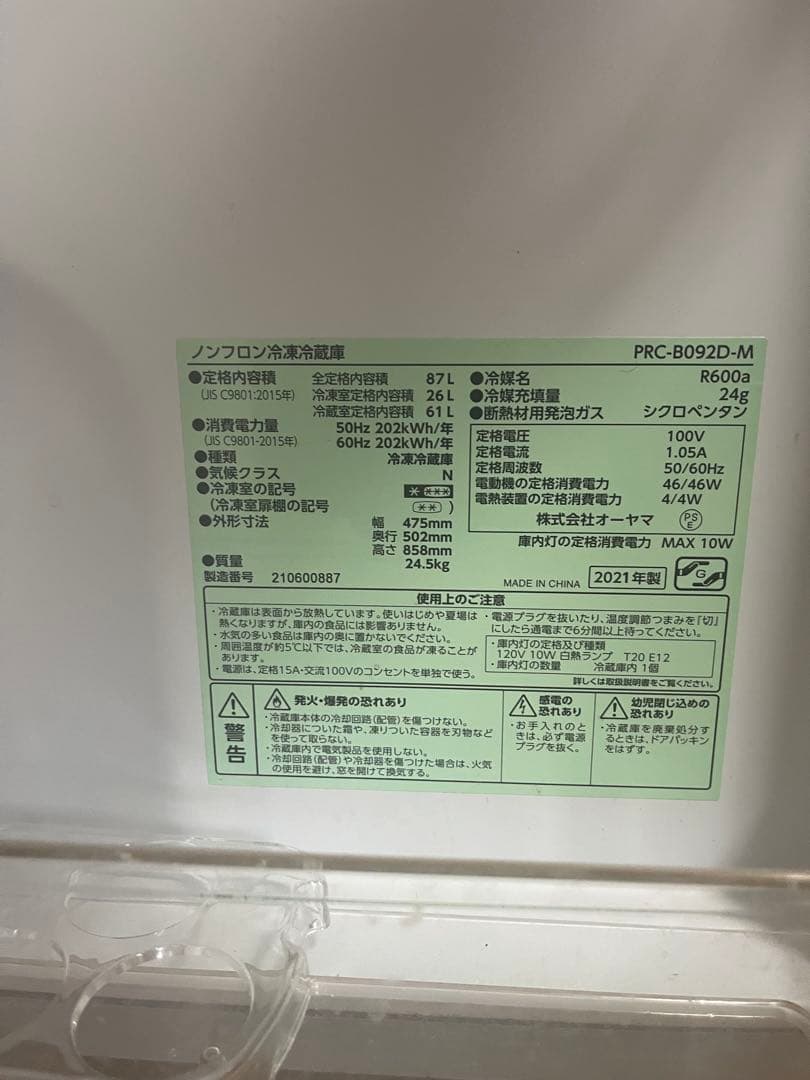 ノンフロン冷凍冷蔵庫 PRC-B092D-M
●定格内容積 全定格内容積 87L
(JIS C9801:2015年) 冷凍室定格内容積 26L
冷蔵室定格内容積 61L
●消費電力量 50Hz 202kWh/年
(JIS C9801-2015年) 60Hz 202kWh/年
●種類 冷凍冷蔵庫
●気候クラス N
●冷凍室の記号 * ***
(冷凍室扉棚の記号 ** )
●外形寸法 幅 475mm
奥行 502mm
高さ 858mm
●質量 24.5kg
製造番号 210600887
●冷媒名 R600a
●冷媒充填量 24g
●断熱材用発泡ガス シクロペンタン
定格電圧 100V
定格電流 1.05A
定格周波数 50/60Hz
電動機の定格消費電力 46/46W
電熱装置の定格消費電力 4/4W
株式会社オーヤマ PS E
庫内灯の定格消費電力 MAX 10W
MADE IN CHINA 2021年製 G
使用上のご注意
・冷蔵庫は表面から放熱しています。使いはじめや夏場は
熱くなりますが、庫内の食品には影響ありません。
・水気の多い食品は庫内の奥に置かないでください。
・周囲温度が約5℃以下では、冷蔵室の食品が凍ることが
あります。
・電源は、定格15A・交流100Vのコンセントを単独で使う。
・電源プラグを抜いたり、温度調節つまみを「切」
にしたら通電まで6分間以上待ってください。
・庫内灯の定格及び種類
120V 10W 白熱ランプ T20 E12
・庫内灯の数量 冷蔵庫内 1個
詳しくは取扱説明書をご覧ください。
警告
発火・爆発の恐れあり
・冷蔵庫本体の冷却回路(配管)を傷つけない。
・冷却器についた霜や、凍りついた容器を刃物など
を使って取らない。
・冷蔵庫内で電気製品を使用しない。
・冷却回路(配管)や冷却器を傷つけた場合は、火気
の使用を避け、窓を開けて換気する。
感電の
恐れあり
・お手入れのと
きは、必ず電源
プラグを抜く。
幼児閉じ込めの
恐れあり
・冷蔵庫を廃棄処分す
るときは、ドアパッキン
をはずす。